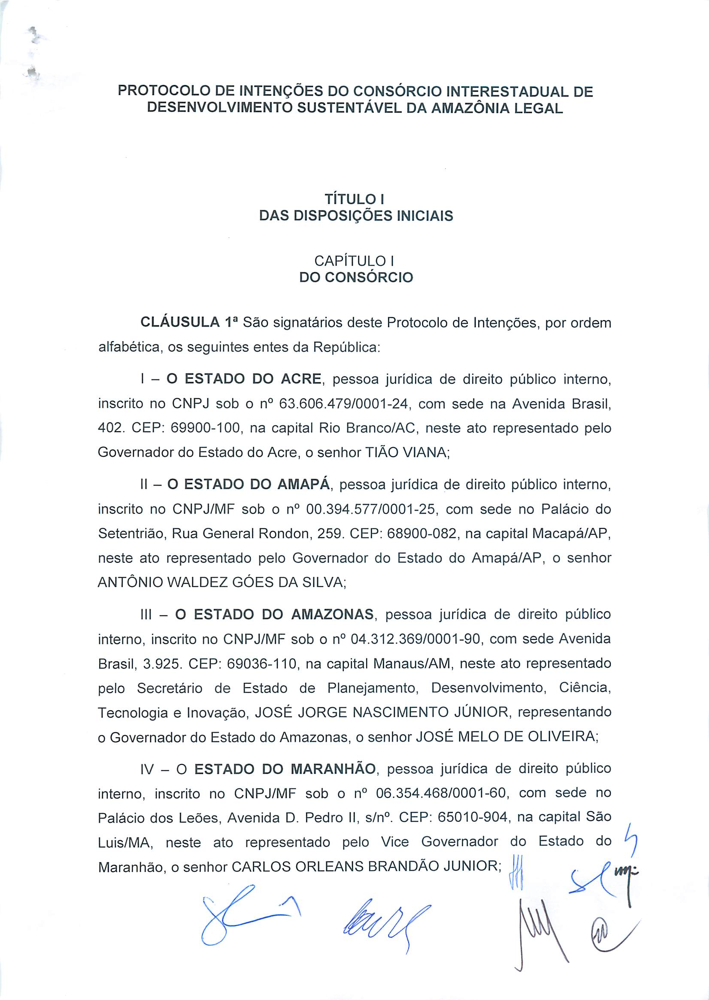 PROTOCOLO DE INTENÇÕES DO CONSÓRCIO INTERESTADUAL DE
DESENVOLVIMENTO SUSTENTÁVEL DA AMAZÔNIA LEGAL
TÍTULO I
DAS DISPOSIÇÕES INICIAIS
CAPÍTULO I
DO CONSÓRCIO
CLÁUSULA 1ª São signatários deste Protocolo de Intenções, por ordem
alfabética, os seguintes entes da República:
I – O ESTADO DO ACRE, pessoa jurídica de direito público interno,
inscrito no CNPJ sob o nº 63.606.479/0001-24, com sede na Avenida Brasil,
402. CEP: 69900-100, na capital Rio Branco/AC, neste ato representado pelo
Governador do Estado do Acre, o senhor TIÃO VIANA;
II – O ESTADO DO AMAPÁ, pessoa jurídica de direito público interno,
inscrito no CNPJ/MF sob o nº 00.394.577/0001-25, com sede no Palácio do
Setentrião, Rua General Rondon, 259. CEP: 68900-082, na capital Macapá/AP,
neste ato representado pelo Governador do Estado do Amapá/AP, o senhor
ANTÔNIO WALDEZ GÓES DA SILVA;
III – O ESTADO DO AMAZONAS, pessoa jurídica de direito público
interno, inscrito no CNPJ/MF sob o nº 04.312.369/0001-90, com sede Avenida
Brasil, 3.925. CEP: 69036-110, na capital Manaus/AM, neste ato representado
pelo Secretário de Estado de Planejamento, Desenvolvimento, Ciência,
Tecnologia e Inovação, JOSÉ JORGE NASCIMENTO JÚNIOR, representando
o Governador do Estado do Amazonas, o senhor JOSÉ MELO DE OLIVEIRA;
IV – O ESTADO DO MARANHÃO, pessoa jurídica de direito público
interno, inscrito no CNPJ/MF sob o nº 06.354.468/0001-60, com sede no
Palácio dos Leões, Avenida D. Pedro II, s/nº. CEP: 65010-904, na capital São
Luis/MA, neste ato representado pelo Vice Governador do Estado do
Maranhão, o senhor CARLOS ORLEANS BRANDÃO JUNIOR;